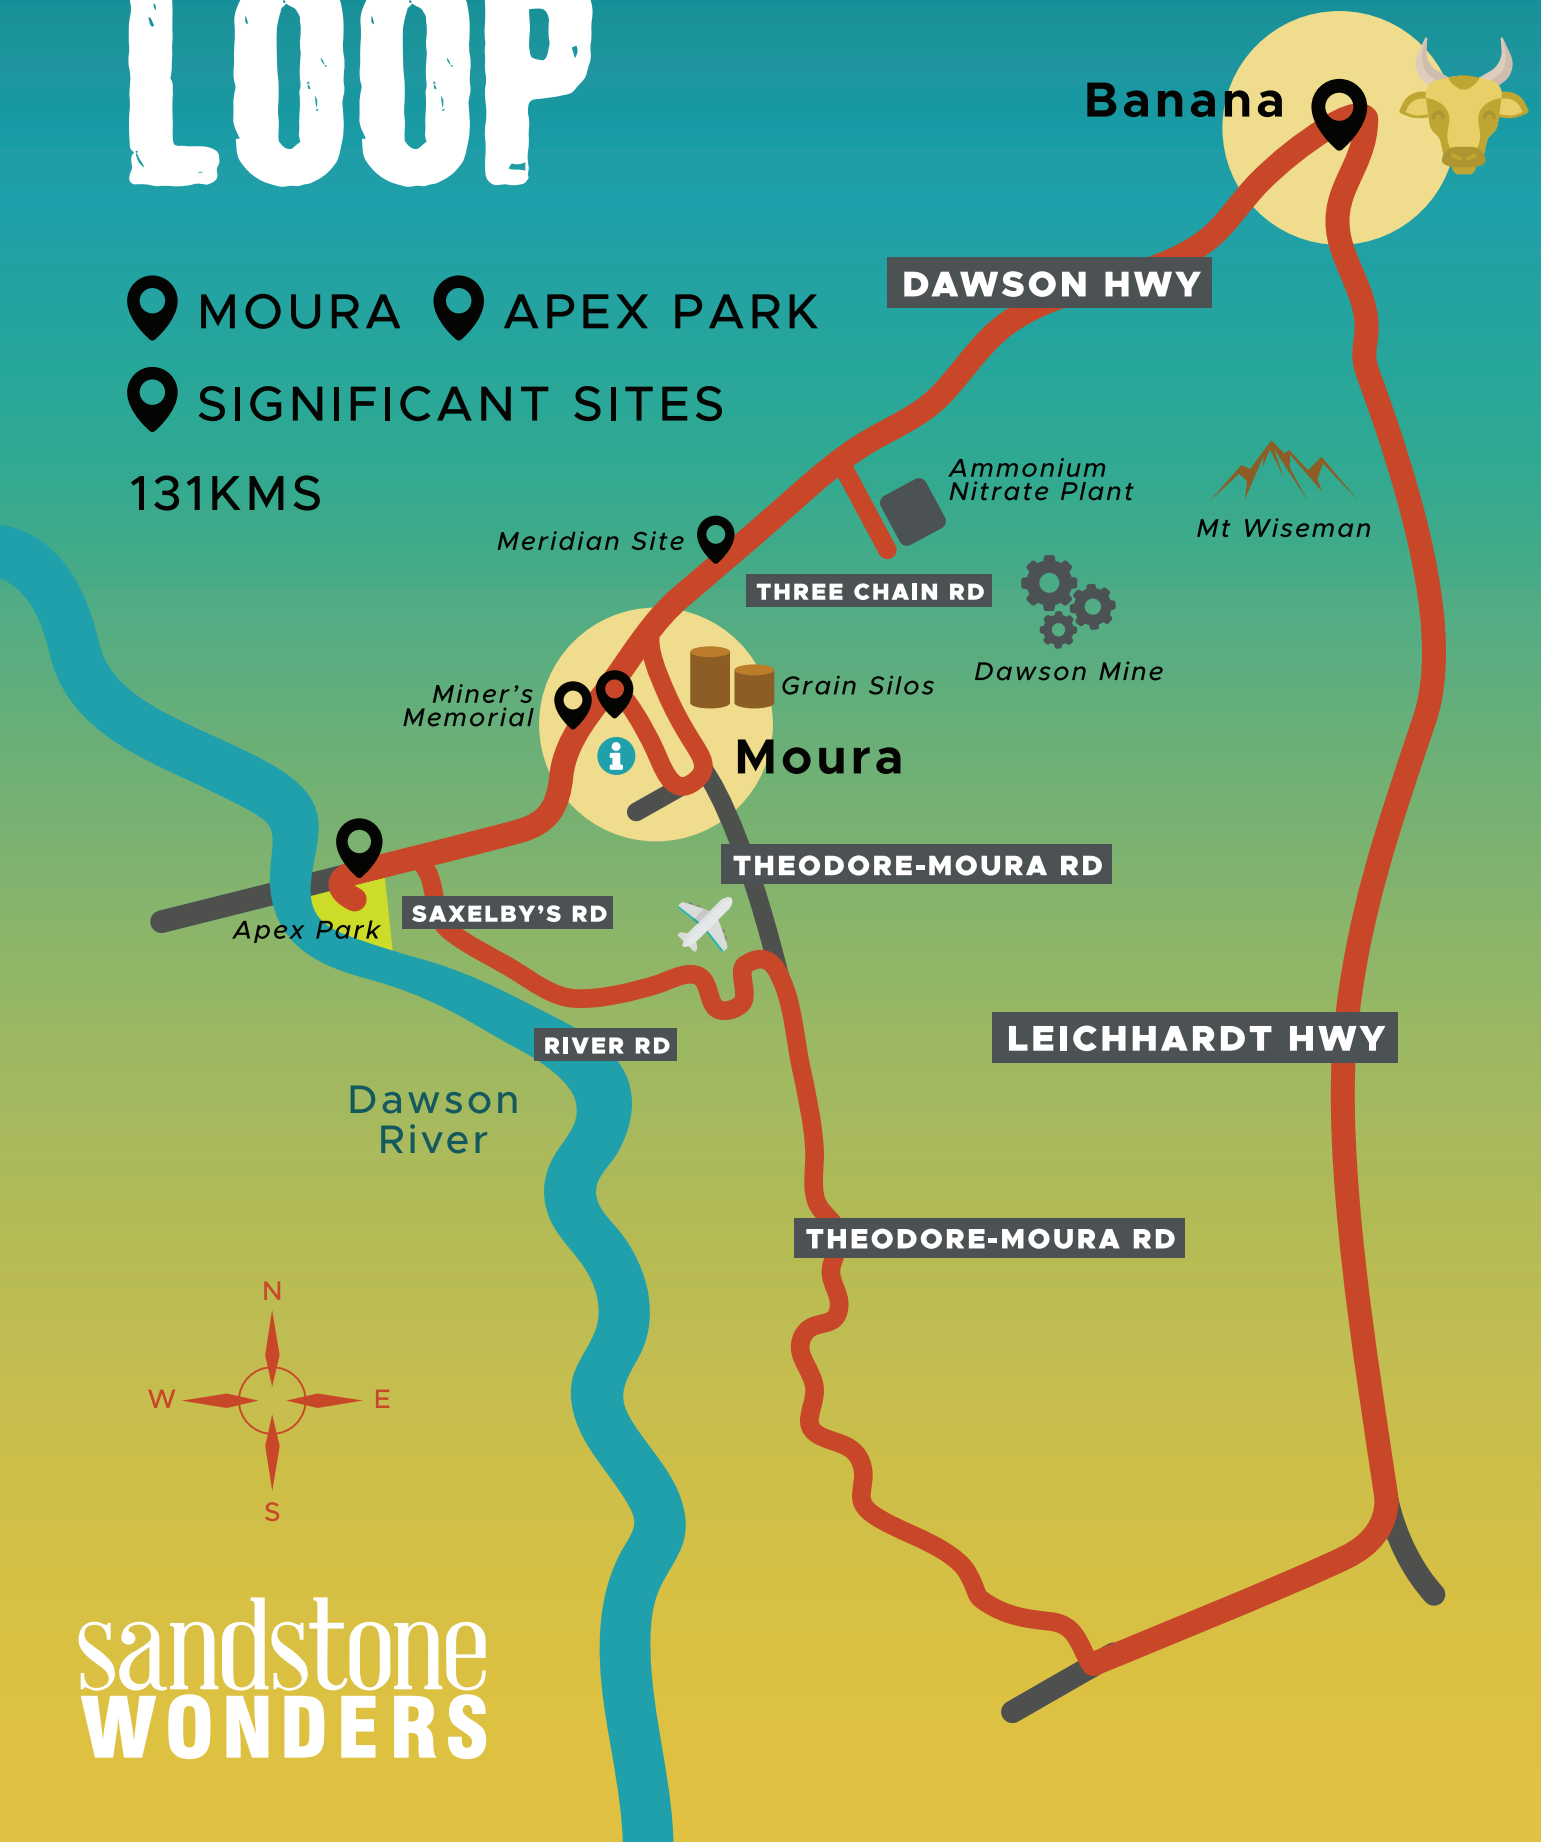 LOOP
Banana
DAWSON HWY
MOURA APEX PARK
SIGNIFICANT SITES
131KMS
Ammonium
Nitrate Plant
Mt Wiseman
Meridian Site
THREE CHAIN RD
Dawson Mine
Grain Silos
Miner's
Memorial
Moura
THEODORE-MOURA RD
SAXELBY'S RD
Apex Park
LEICHHARDT HWY
RIVER RD
Dawson
River
THEODORE-MOURA RD
N
W E
S
sandstone
WONDERS